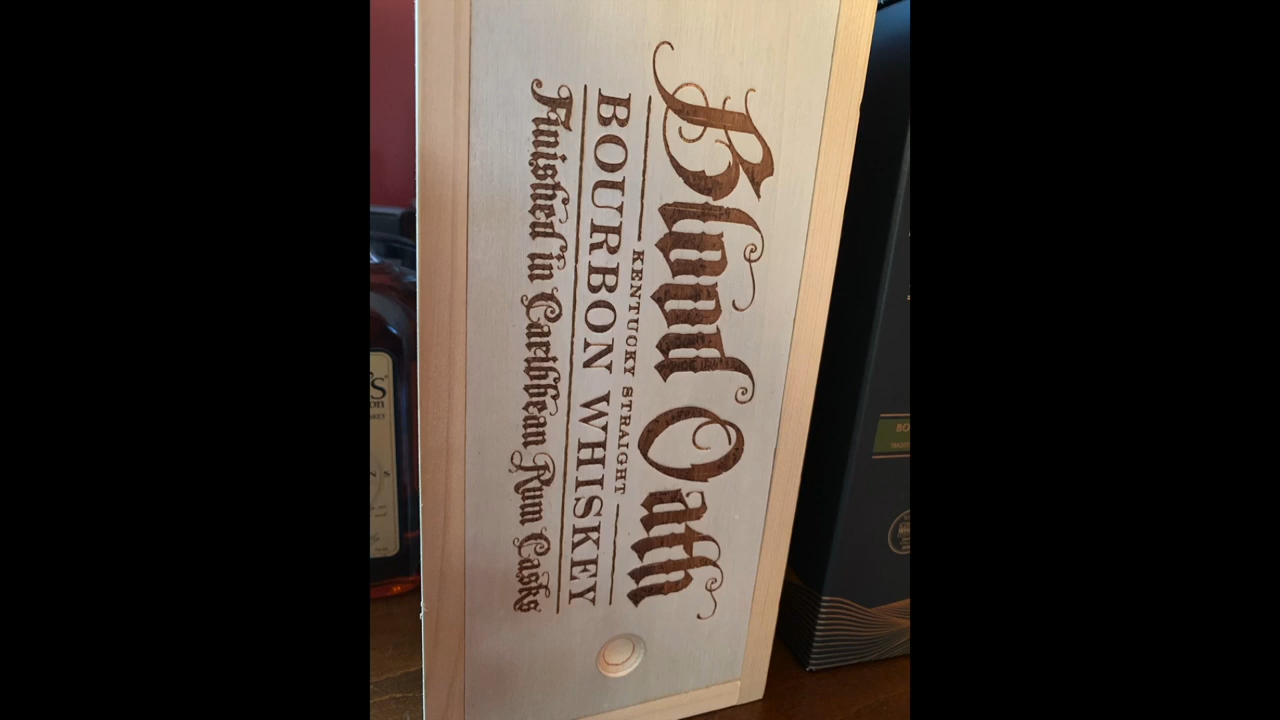 Blood Oath
KENTUCKY STRAIGHT
BOURBON WHISKEY
Finished in Caribbean Rum Casks